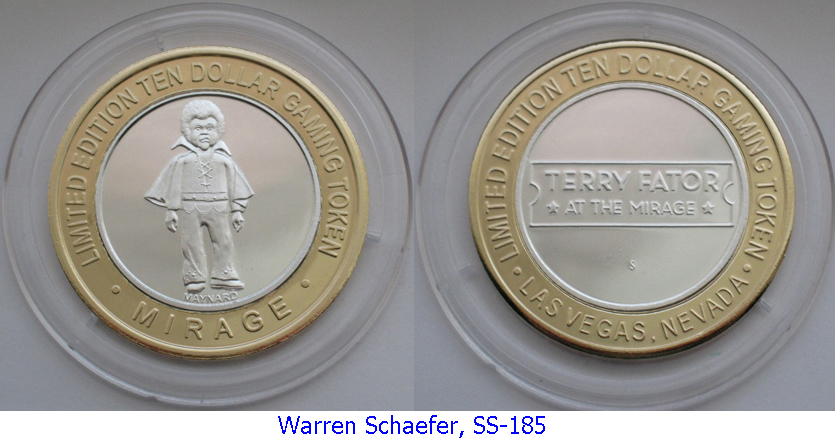 LIMITED EDITION TEN DOLLAR GAMING TOKEN
MAYNARD
• MIRAGE •
LIMITED EDITION TEN DOLLAR GAMING TOKEN
TERRY FATOR
★ AT THE MIRAGE ★
S
• LAS VEGAS, NEVADA •
Warren Schaefer, SS-185